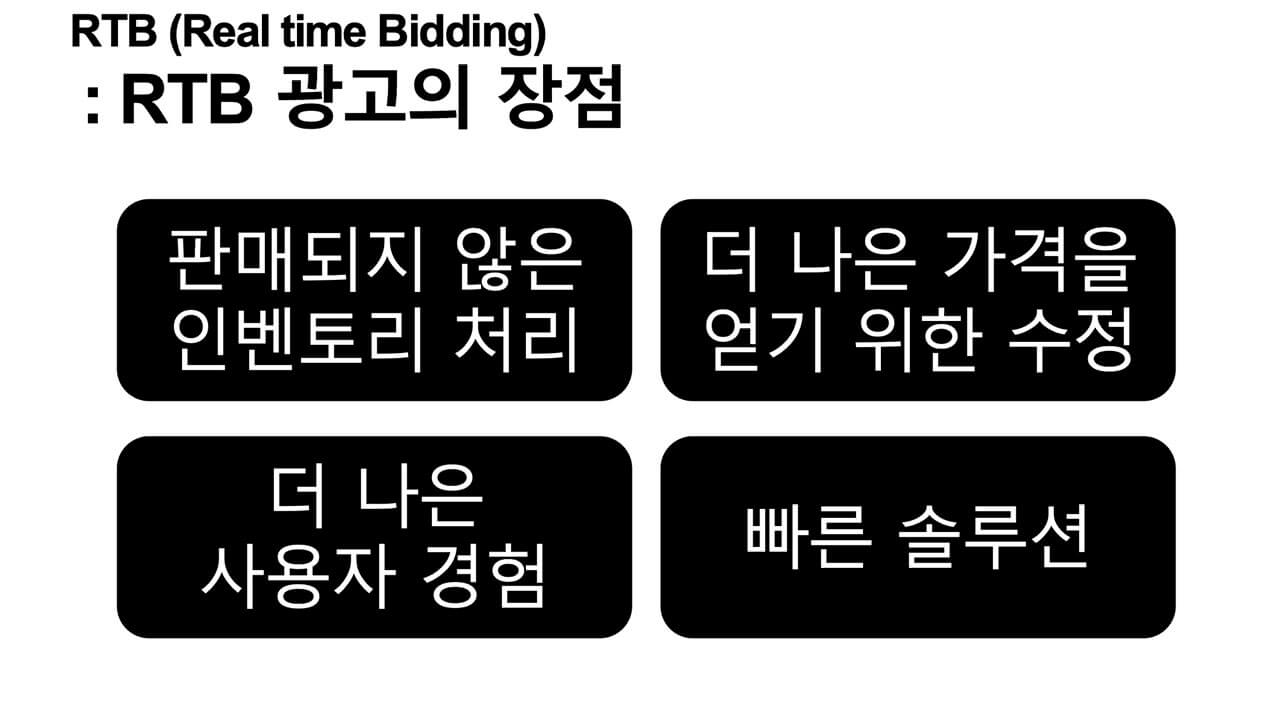 RTB (Real time Bidding)
: RTB 광고의 장점
판매되지 않은
인벤토리 처리
더 나은 가격을
얻기 위한 수정
더 나은
사용자 경험
빠른 솔루션